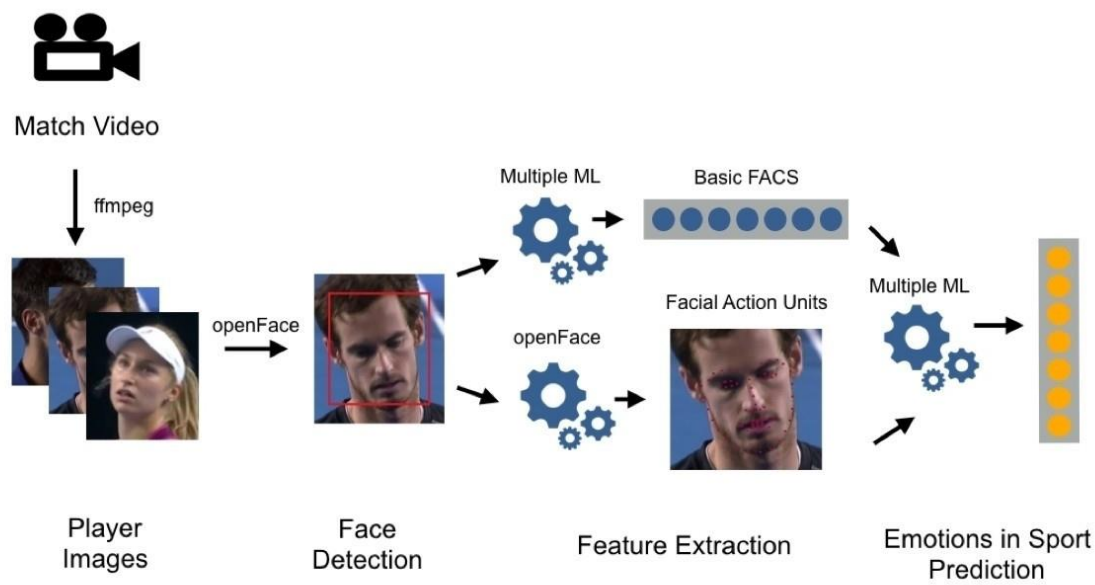 Match Video
ffmpeg
openFace
Multiple ML
Basic FACS
openFace
Facial Action Units
Multiple ML
Player
Images
Face
Detection
Feature Extraction
Emotions in Sport
Prediction